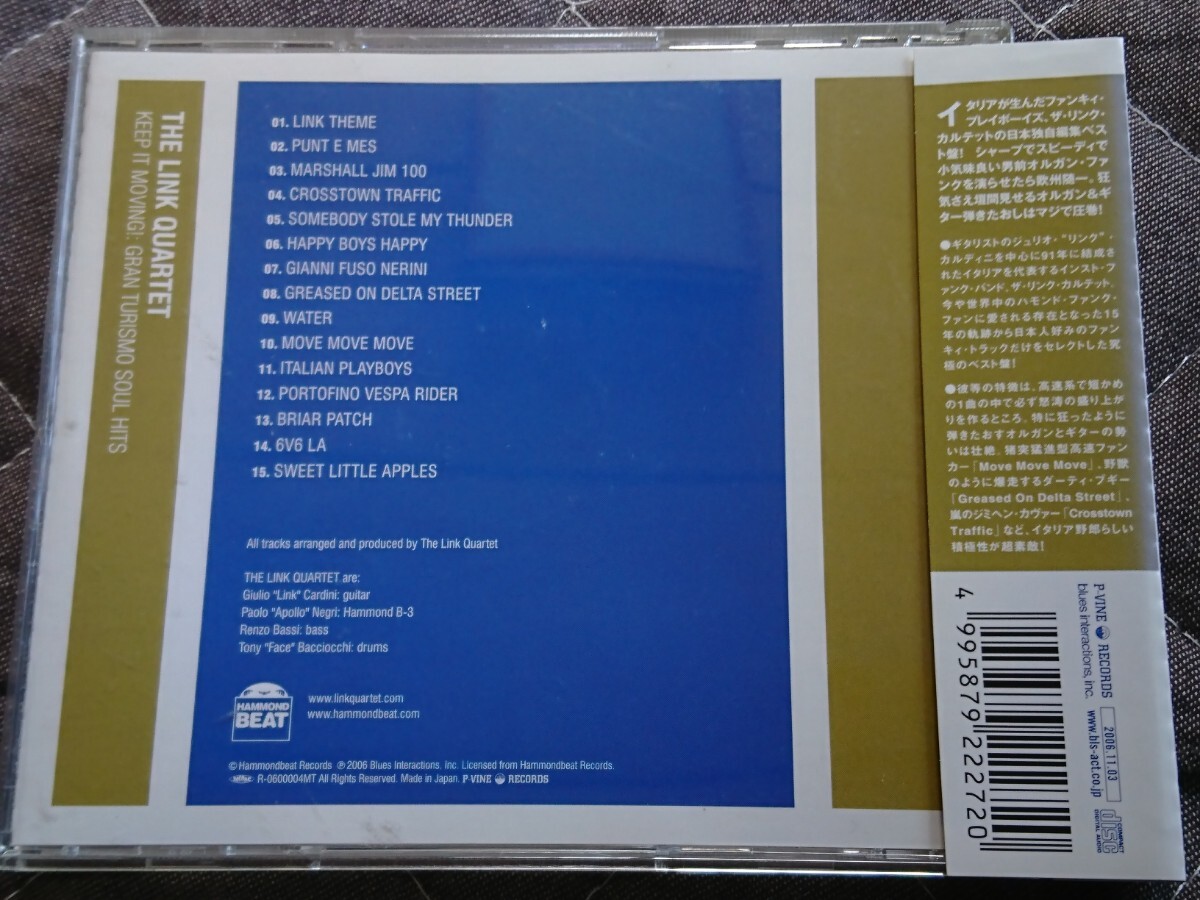 THE LINK QUARTET
KEEP IT MOVING!: GRAN TURISMO SOUL HITS
01. LINK THEME
02. PUNT E MES
03. MARSHALL JIM 100
04. CROSSTOWN TRAFFIC
05. SOMEBODY STOLE MY THUNDER
06. HAPPY BOYS HAPPY
07. GIANNI FUSO NERINI
08. GREASED ON DELTA STREET
09. WATER
10. MOVE MOVE MOVE
11. ITALIAN PLAYBOYS
12. PORTOFINO VESPA RIDER
13. BRIAR PATCH
14. 6V6 LA
15. SWEET LITTLE APPLES
All tracks arranged and produced by The Link Quartet
THE LINK QUARTET are:
Giulio "Link" Cardini: guitar
Paolo "Apollo" Negri: Hammond B-3
Renzo Bassi: bass
Tony "Face" Bacciocchi: drums
HAMMOND
BEAT
www.linkquartet.com
www.hammondbeat.com
© Hammondbeat Records ℗ 2006 Blues Interactions, Inc. Licensed from Hammondbeat Records.
R-0600004MT All Rights Reserved. Made in Japan. P-VINE RECORDS
イタリアが生んだファンキィ・
プレイボーイズ、ザ・リンク・
カルテットの日本独自編集ベス
ト盤! シャープでスピーディで
小気味良い男前オルガン・ファ
ンクを演らせたら欧州随一。狂
気さえ垣間見せるオルガン&ギ
ター弾きたおしはマジで圧巻!
●ギタリストのジュリオ・"リンク"・
カルディニを中心に91年に結成さ
れたイタリアを代表するインスト・フ
ァンク・バンド、ザ・リンク・カルテット。
今や世界中のハモンド・ファンク・
ファンに愛される存在となった15
年の軌跡から日本人好みのファン
キィ・トラックだけをセレクトした究
極のベスト盤!
●彼等の特徴は、高速系で短かめ
の1曲の中で必ず怒涛の盛り上が
りを作るところ。特に狂ったように
弾きたおすオルガンとギターの勢
いは壮絶。猪突猛進型高速ファン
カー「Move Move Move」、野獣
のように爆走するダーティ・ブギー
「Greased On Delta Street」、
嵐のジミヘン・カヴァー「Crosstown
Traffic」など、イタリア野郎らしい
積極性が超素敵!
P-VINE RECORDS
blues interactions, inc.
2006.11.03
www.bls-act.co.jp
COMPACT
disc
DIGITAL AUDIO
4 995879 222720